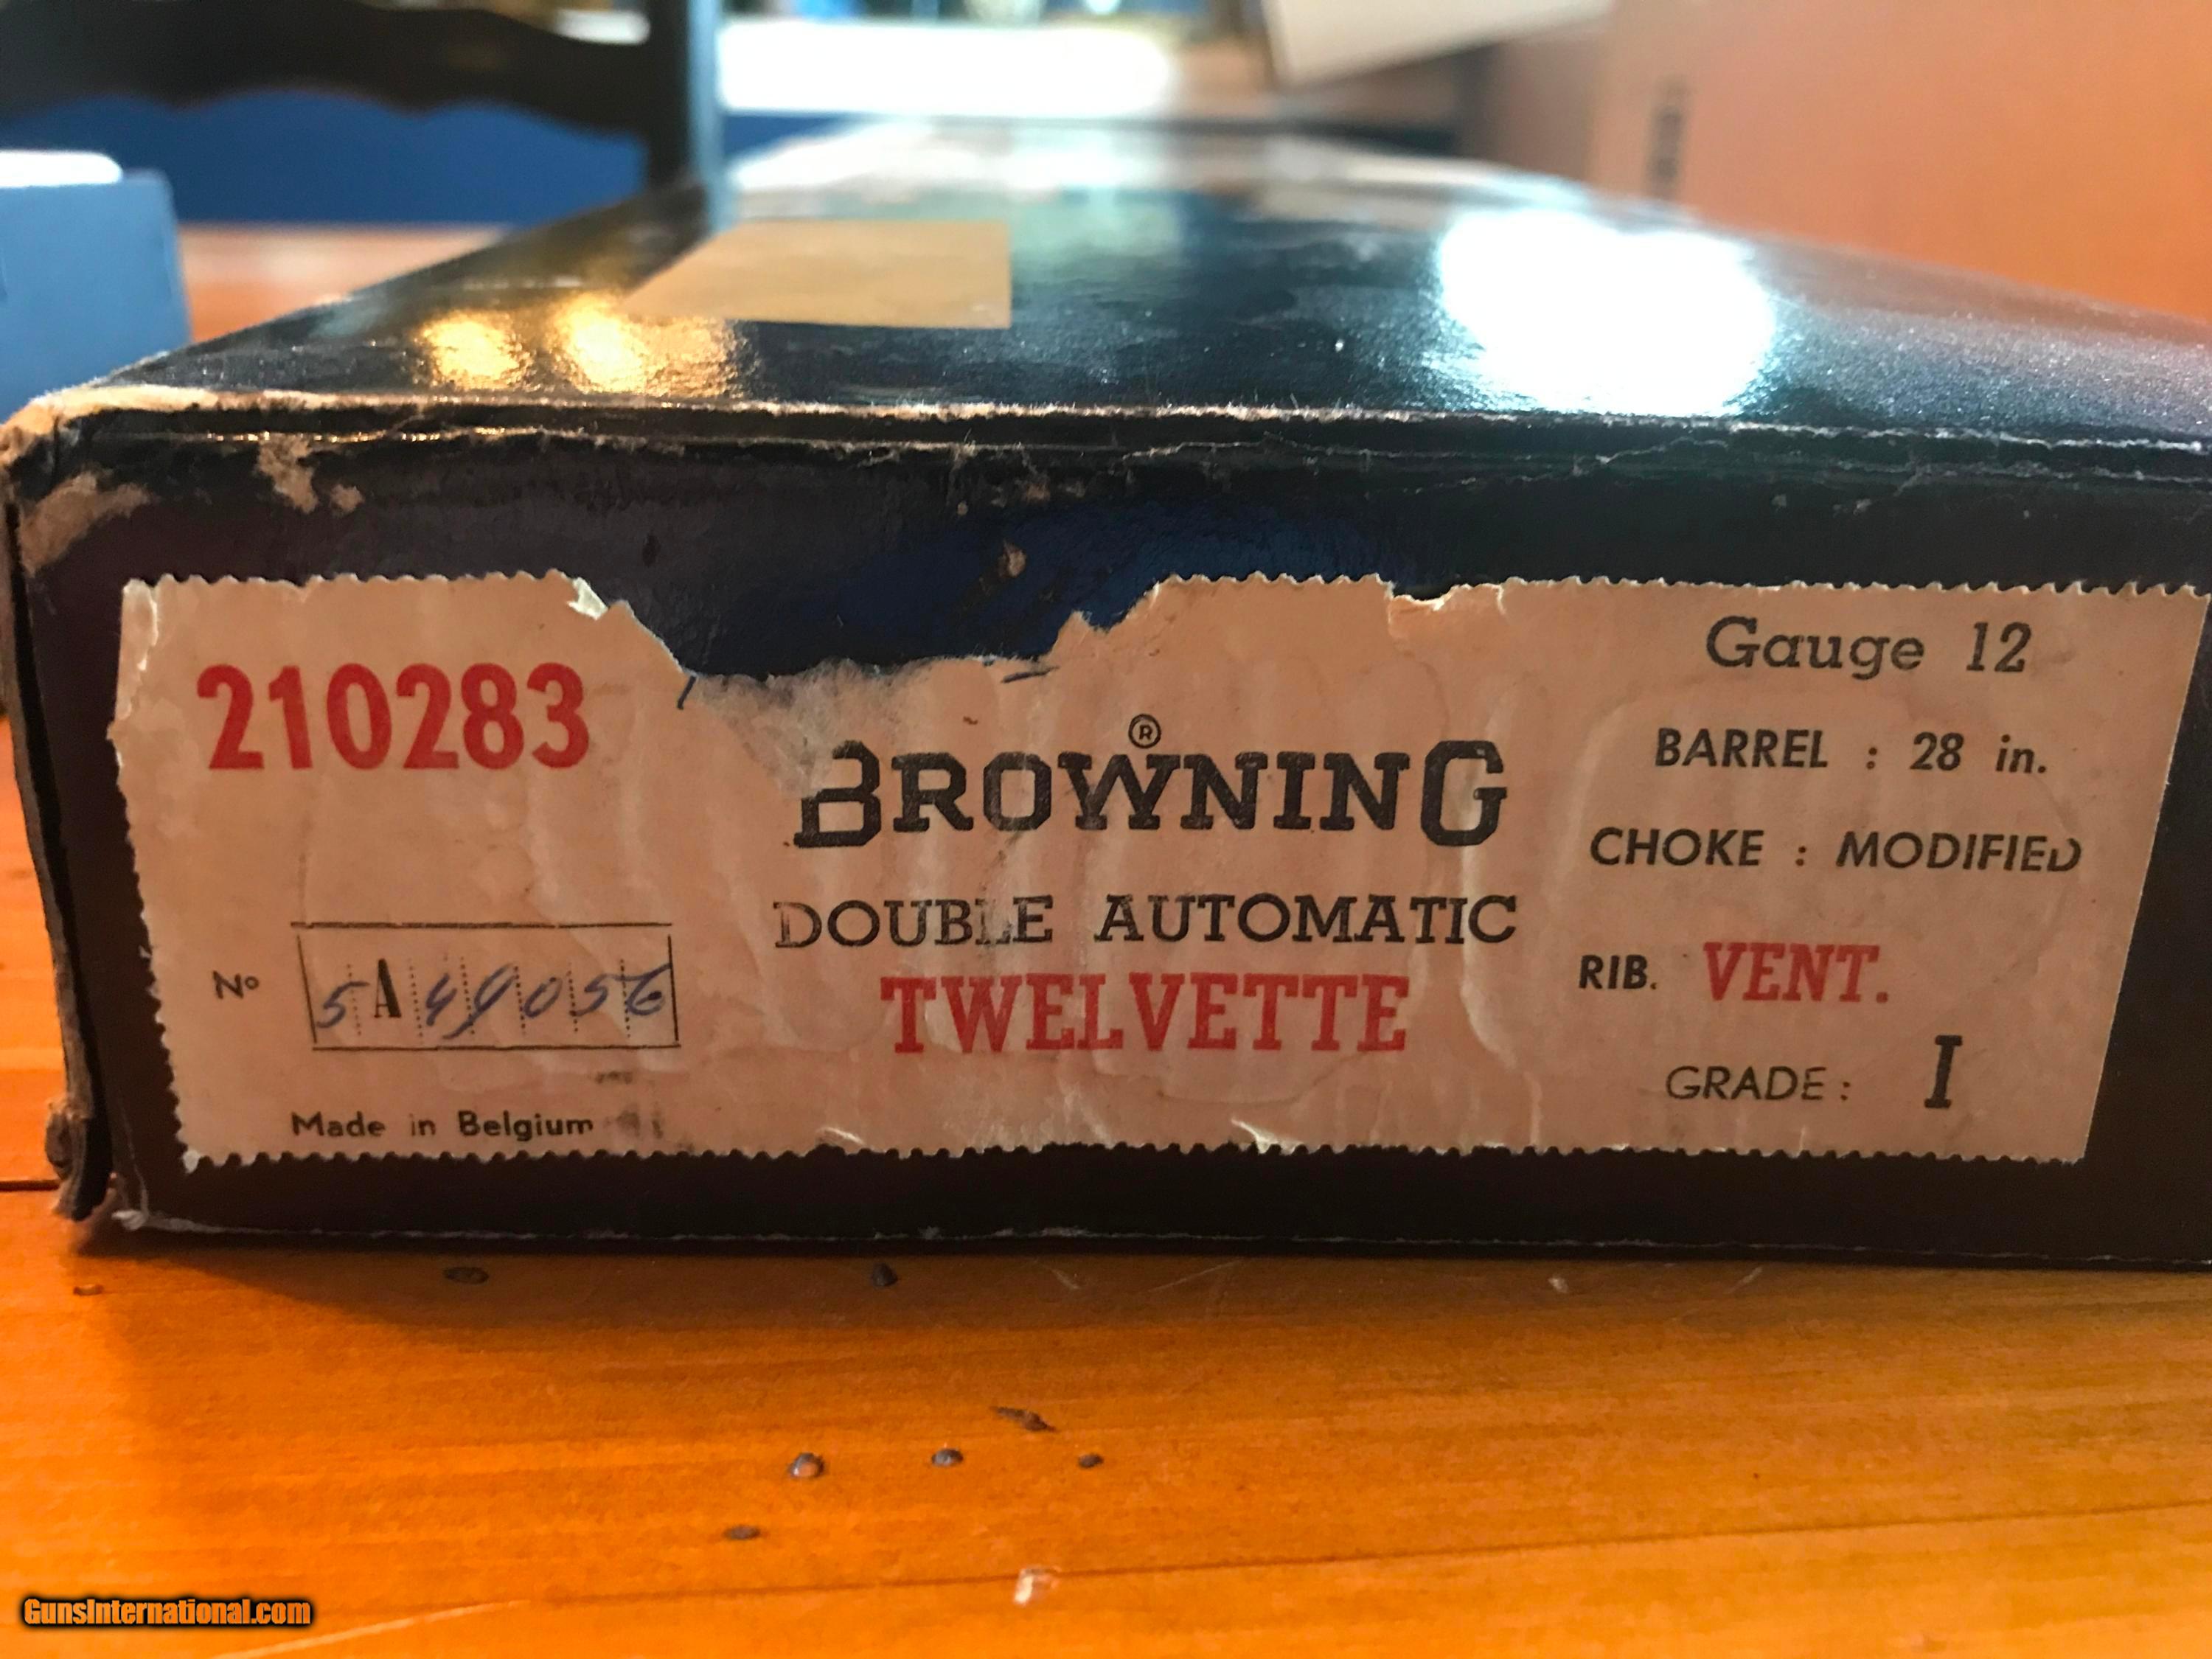 210283
Nº 5A49056
Made in Belgium
BROWNING®
DOUBLE AUTOMATIC
TWELVETTE
Gauge 12
BARREL : 28 in.
CHOKE : MODIFIED
RIB. VENT.
GRADE : I
GunsInternational.com